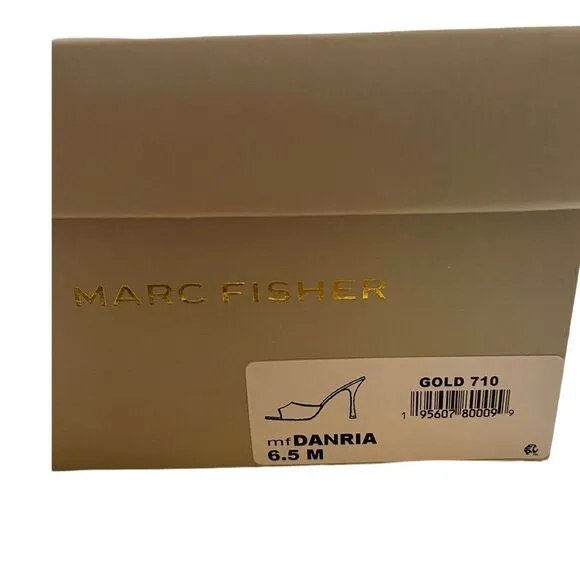 MARC FISHER
GOLD 710
1 95607 80009 9
mfDANRIA
6.5 M